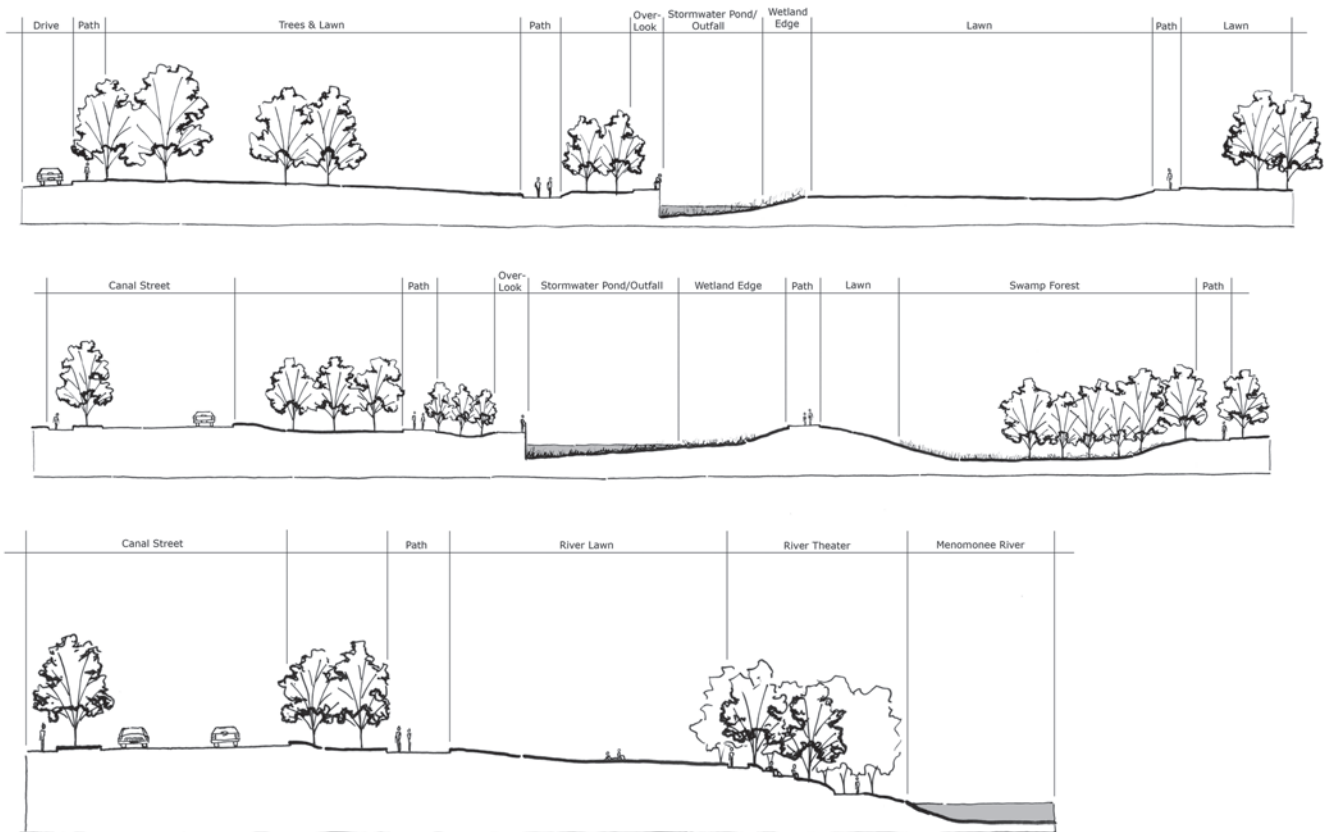 Drive
Path
Trees & Lawn
Path
Over-
Look
Stormwater Pond/
Outfall
Wetland
Edge
Lawn
Path
Lawn
Canal Street
Path
Over-
Look
Stormwater Pond/Outfall
Wetland Edge
Path
Lawn
Swamp Forest
Path
Canal Street
Path
River Lawn
River Theater
Menomonee River